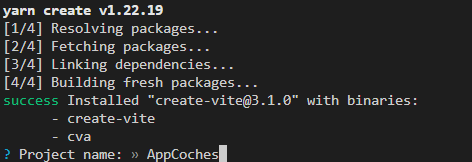 yarn create v1.22.19
[1/4] Resolving packages...
[2/4] Fetching packages...
[3/4] Linking dependencies...
[4/4] Building fresh packages...
success Installed "create-vite@3.1.0" with binaries:
- create-vite
- cva
? Project name: » AppCoches